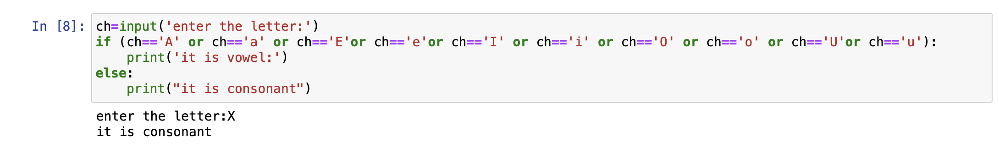 In [8]: ch=input('enter the letter:')
if (ch=='A' or ch=='a' or ch=='E'or ch=='e'or ch=='I' or ch=='i' or ch=='O' or ch=='o' or ch=='U'or ch=='u'):
    print('it is vowel:')
else:
    print("it is consonant")
enter the letter:X
it is consonant